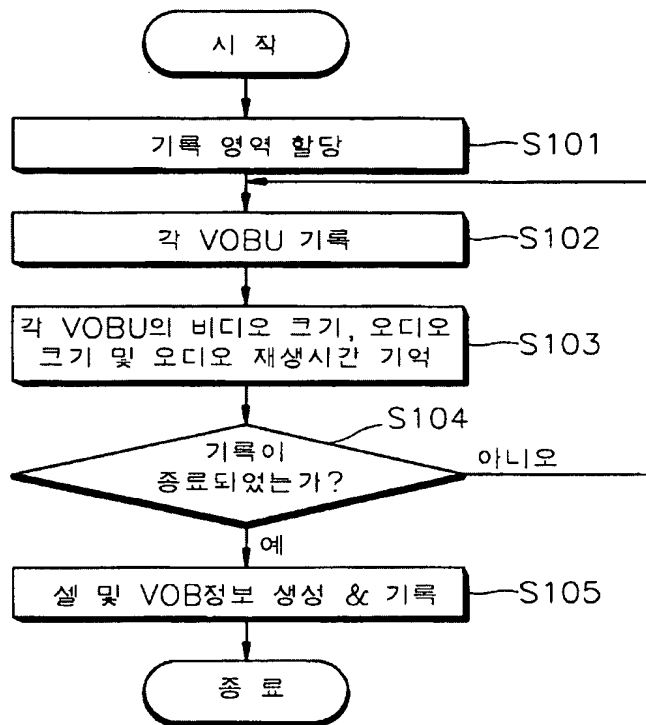 시 작
기록 영역 할당
S101
각 VOBU 기록
S102
각 VOBU의 비디오 크기, 오디오
크기 및 오디오 재생시간 기억
S103
S104
기록이
종료되었는가?
아니오
예
셀 및 VOB정보 생성 & 기록
S105
종 료